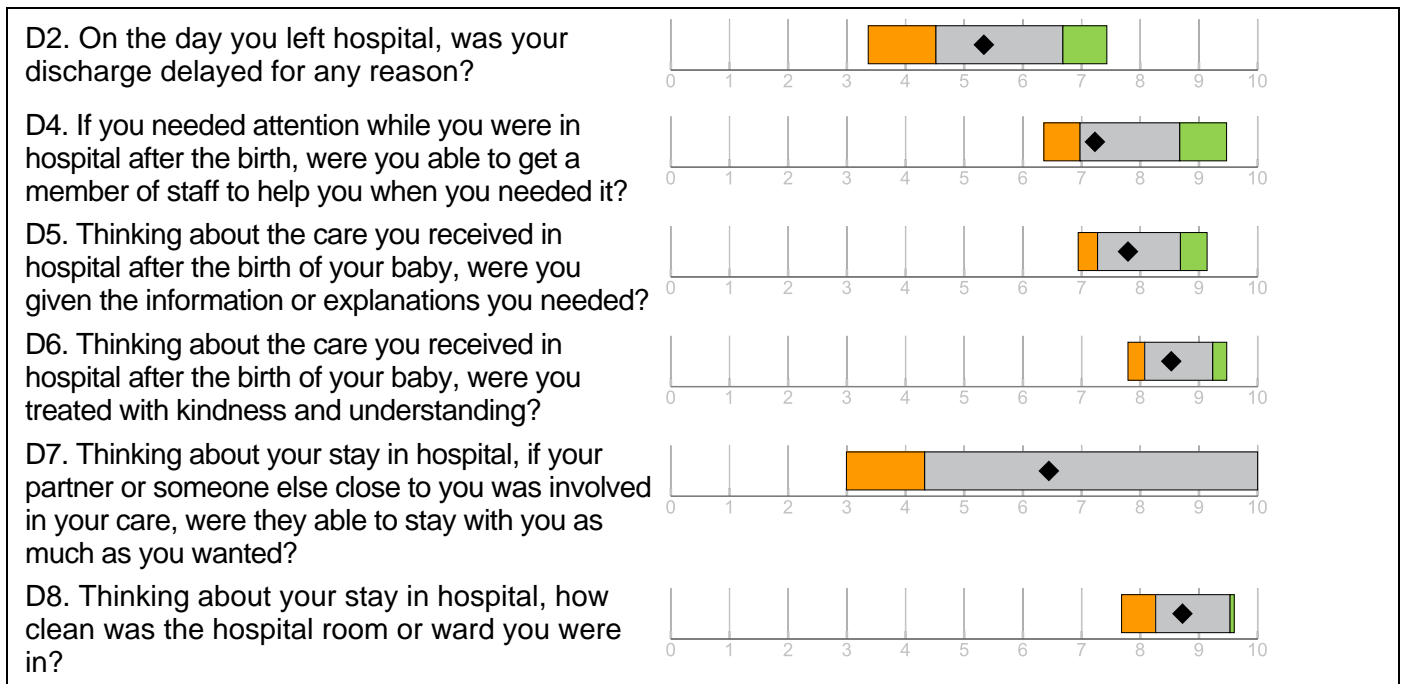 D2. On the day you left hospital, was your
discharge delayed for any reason?
0 1 2 3 4 5 6 7 8 9 10
D4. If you needed attention while you were in
hospital after the birth, were you able to get a
member of staff to help you when you needed it?
0 1 2 3 4 5 6 7 8 9 10
D5. Thinking about the care you received in
hospital after the birth of your baby, were you
given the information or explanations you needed?
0 1 2 3 4 5 6 7 8 9 10
D6. Thinking about the care you received in
hospital after the birth of your baby, were you
treated with kindness and understanding?
0 1 2 3 4 5 6 7 8 9 10
D7. Thinking about your stay in hospital, if your
partner or someone else close to you was involved
in your care, were they able to stay with you as
much as you wanted?
0 1 2 3 4 5 6 7 8 9 10
D8. Thinking about your stay in hospital, how
clean was the hospital room or ward you were
in?
0 1 2 3 4 5 6 7 8 9 10